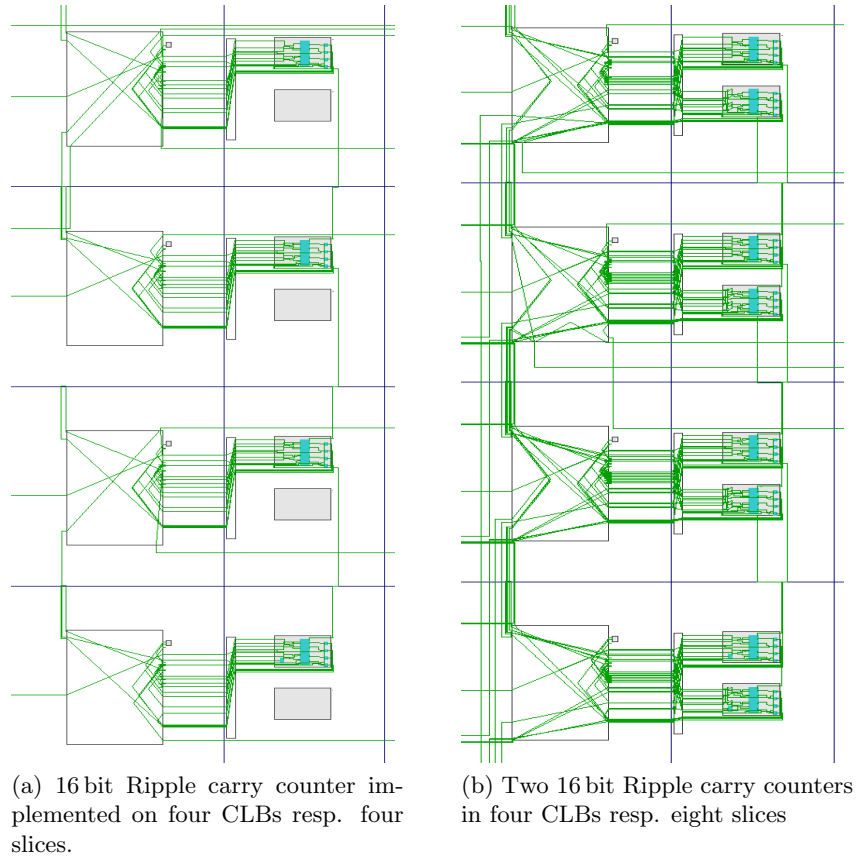 (a) 16 bit Ripple carry counter im-
plemented on four CLBs resp. four
slices.
(b) Two 16 bit Ripple carry counters
in four CLBs resp. eight slices